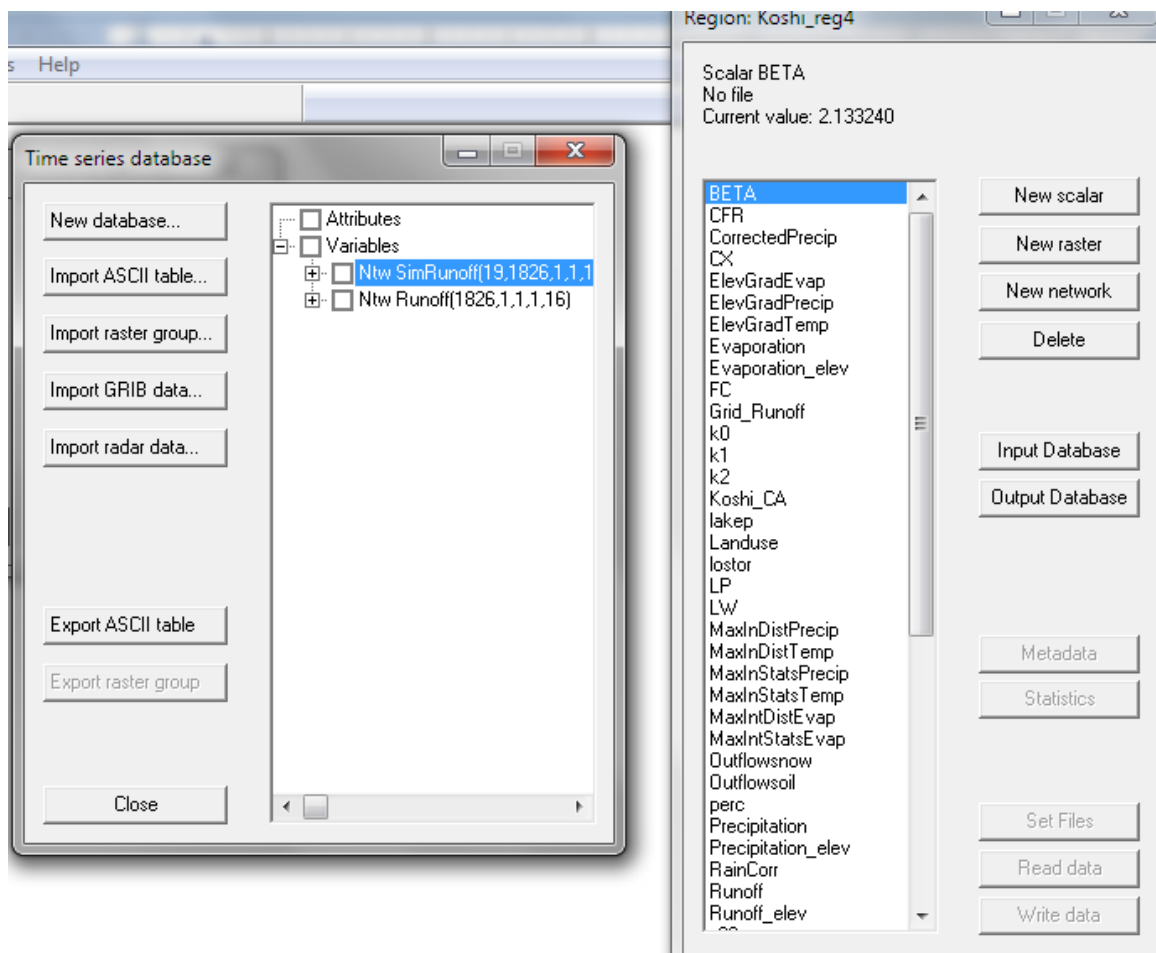 s Help
Time series database
New database...
Import ASCII table...
Import raster group...
Import GRIB data...
Import radar data...
Export ASCII table
Export raster group
Close
Attributes
Variables
Ntw SimRunoff(19,1826,1,1,1
Ntw Runoff(1826,1,1,1,16)
Region: Koshi_reg4
Scalar BETA
No file
Current value: 2.133240
BETA
CFR
CorrectedPrecip
CX
ElevGradEvap
ElevGradPrecip
ElevGradTemp
Evaporation
Evaporation_elev
FC
Grid_Runoff
k0
k1
k2
Koshi_CA
lakep
Landuse
lostor
LP
LW
MaxInDistPrecip
MaxInDistTemp
MaxInStatsPrecip
MaxInStatsTemp
MaxIntDistEvap
MaxIntStatsEvap
Outflowsnow
Outflowsoil
perc
Precipitation
Precipitation_elev
RainCorr
Runoff
Runoff_elev
New scalar
New raster
New network
Delete
Input Database
Output Database
Metadata
Statistics
Set Files
Read data
Write data